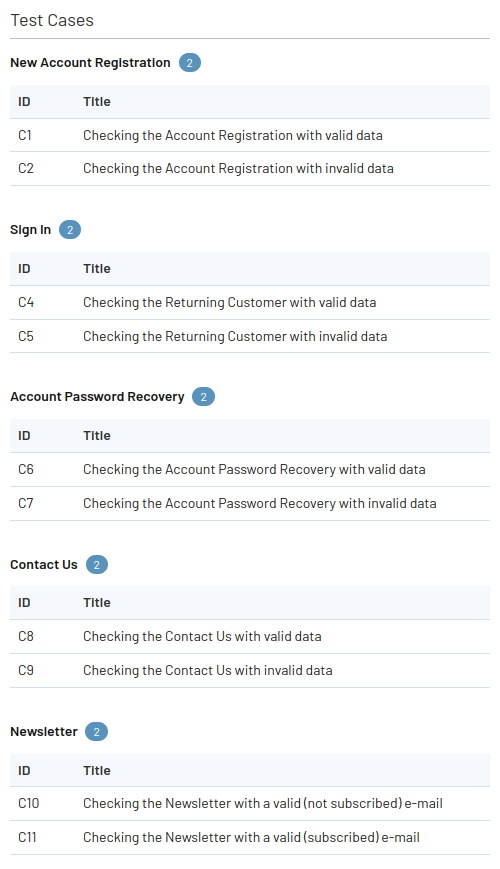 Test Cases
New Account Registration 2
ID Title
C1 Checking the Account Registration with valid data
C2 Checking the Account Registration with invalid data
Sign In 2
ID Title
C4 Checking the Returning Customer with valid data
C5 Checking the Returning Customer with invalid data
Account Password Recovery 2
ID Title
C6 Checking the Account Password Recovery with valid data
C7 Checking the Account Password Recovery with invalid data
Contact Us 2
ID Title
C8 Checking the Contact Us with valid data
C9 Checking the Contact Us with invalid data
Newsletter 2
ID Title
C10 Checking the Newsletter with a valid (not subscribed) e-mail
C11 Checking the Newsletter with a valid (subscribed) e-mail